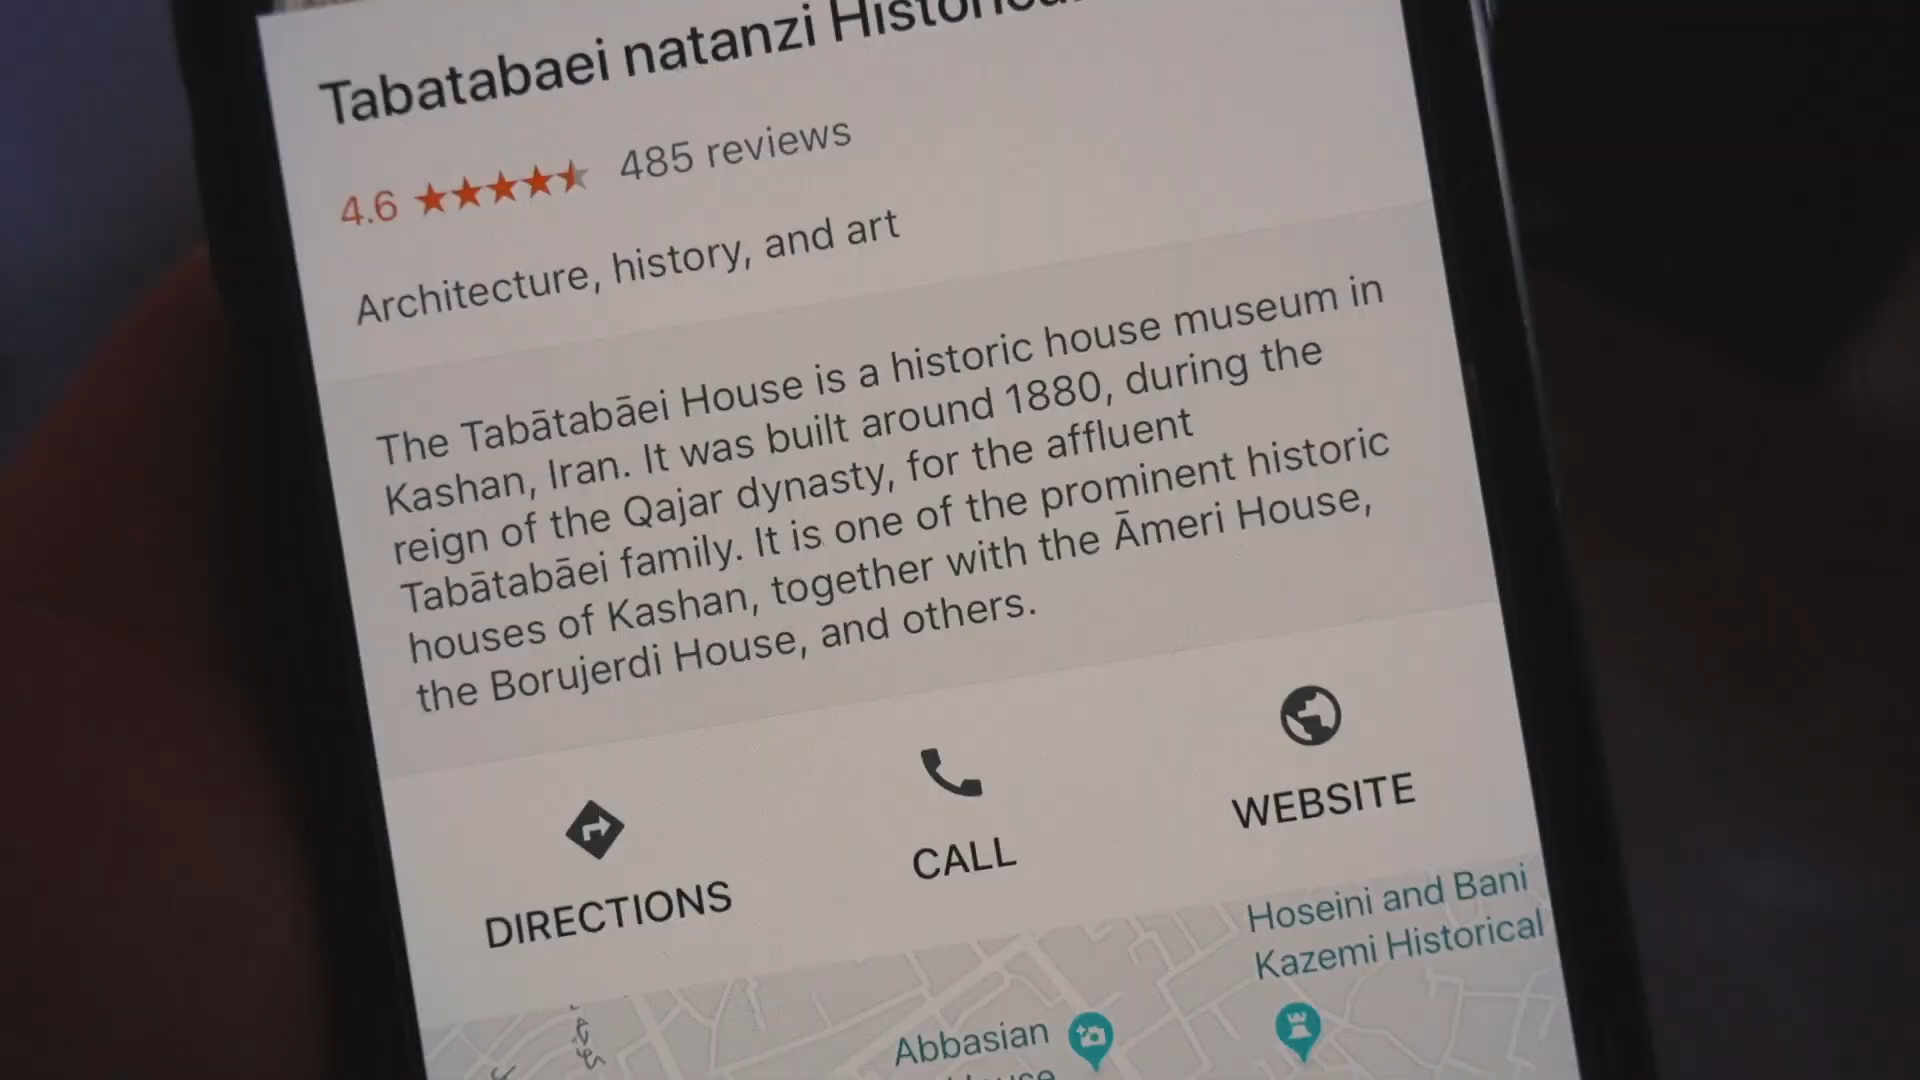 Tabatabaei natanzi
4.6 485 reviews
Architecture, history, and art
The Tabātabāei House is a historic house museum in
Kashan, Iran. It was built around 1880, during the
reign of the Qajar dynasty, for the affluent
Tabātabāei family. It is one of the prominent historic
houses of Kashan, together with the Āmeri House,
the Borujerdi House, and others.
DIRECTIONS
CALL
WEBSITE
Hoseini and Bani
Kazemi Historical
Abbasian